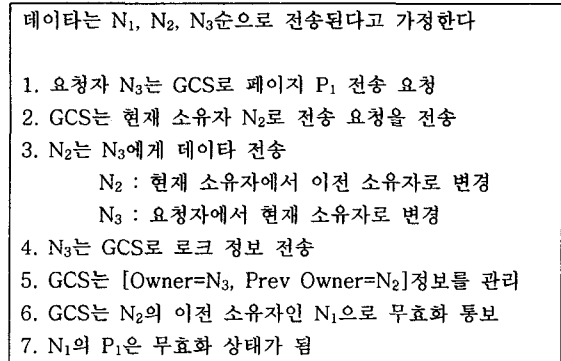 데이타는 N₁, N₂, N₃순으로 전송된다고 가정한다
1. 요청자 N₃는 GCS로 페이지 P₁ 전송 요청
2. GCS는 현재 소유자 N₂로 전송 요청을 전송
3. N₂는 N₃에게 데이타 전송
N₂ : 현재 소유자에서 이전 소유자로 변경
N₃ : 요청자에서 현재 소유자로 변경
4. N₃는 GCS로 로크 정보 전송
5. GCS는 [Owner=N₃, Prev Owner=N₂]정보를 관리
6. GCS는 N₂의 이전 소유자인 N₁으로 무효화 통보
7. N₁의 P₁은 무효화 상태가 됨